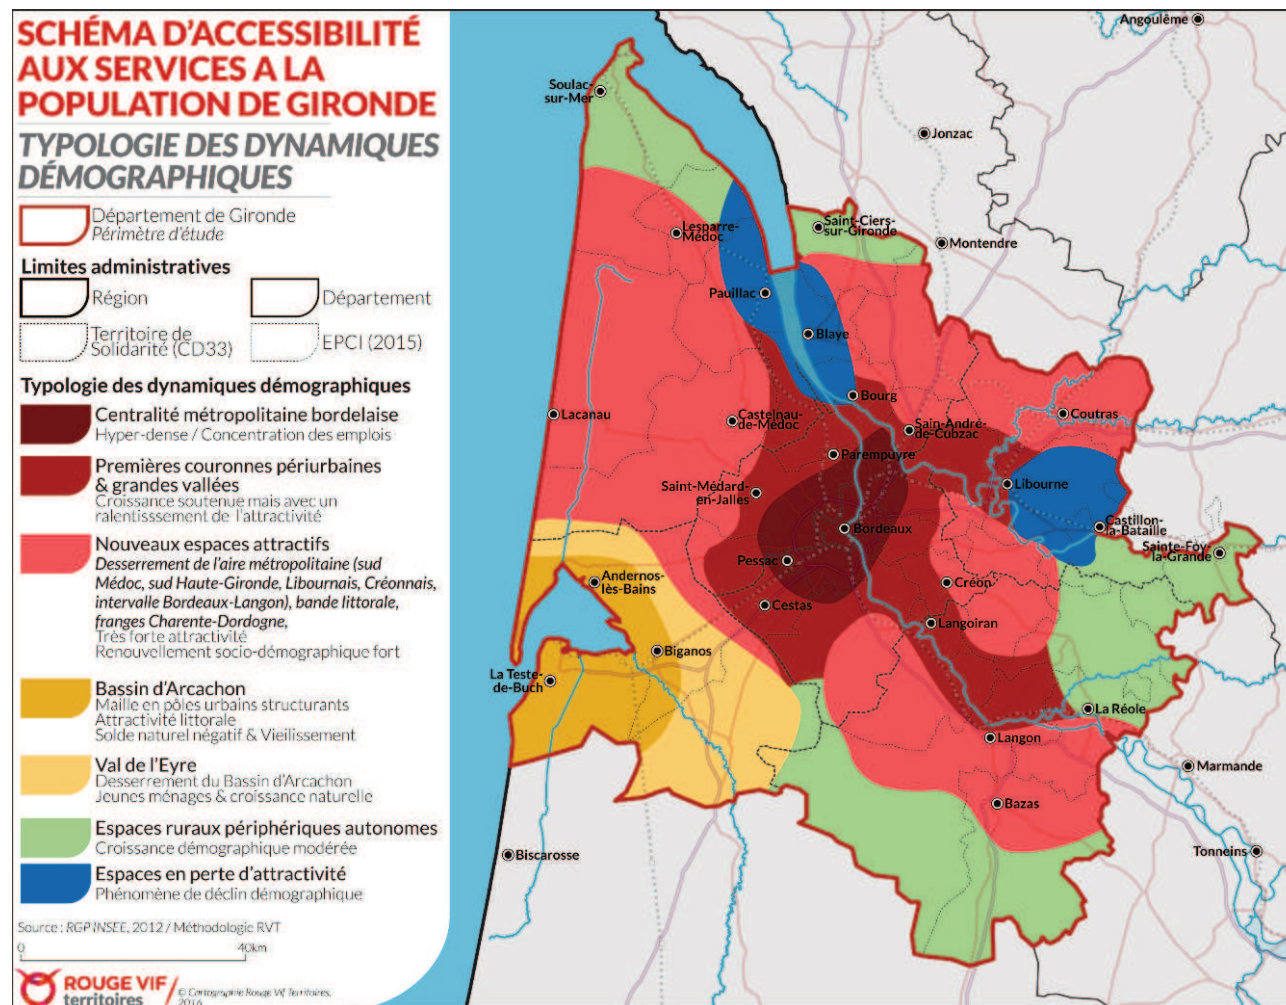 SCHÉMA D'ACCESSIBILITÉ
AUX SERVICES A LA
POPULATION DE GIRONDE
TYPOLOGIE DES DYNAMIQUES
DÉMOGRAPHIQUES
Département de Gironde
Périmètre d'étude
Limites administratives
Région
Département
Territoire de
Solidarité (CD33)
EPCI (2015)
Typologie des dynamiques démographiques
Centralité métropolitaine bordelaise
Hyper-dense / Concentration des emplois
Premières couronnes périurbaines
& grandes vallées
Croissance soutenue mais avec un
ralentisssement de l'attractivité
Nouveaux espaces attractifs
Desserrement de l'aire métropolitaine (sud
Médoc, sud Haute-Gironde, Libournais, Créonnais,
intervalle Bordeaux-Langon), bande littorale,
franges Charente-Dordogne,
Très forte attractivité
Renouvellement socio-démographique fort
Bassin d'Arcachon
Maille en pôles urbains structurants
Attractivité littorale
Solde naturel négatif & Vieilissement
Val de l'Eyre
Desserrement du Bassin d'Arcachon
Jeunes ménages & croissance naturelle
Espaces ruraux périphériques autonomes
Croissance démographique modérée
Espaces en perte d'attractivité
Phénomène de déclin démographique
Source : RGP INSEE, 2012 / Méthodologie RVT
0
40km
ROUGE VIF
territoires
© Cartographie Rouge Vif Territoires,
2016
Angoulême
Soulac-
sur-Mer
Jonzac
Saint-Ciers-
sur-Gironde
Lesparre-
Médoc
Montendre
Pauillac
Blaye
Bourg
Lacanau
Castelnau-
de-Médoc
Coutras
Sain-André-
de-Cubzac
Parempuyre
Libourne
Saint-Médard-
en-Jalles
Bordeaux
Castillon-
la-Bataille
Sainte-Foy-
la-Grande
Pessac
Andernos-
lès-Bains
Créon
Cestas
Langoiran
Biganos
La Teste-
de-Buch
La Réole
Langon
Marmande
Bazas
Biscarosse
Tonneins